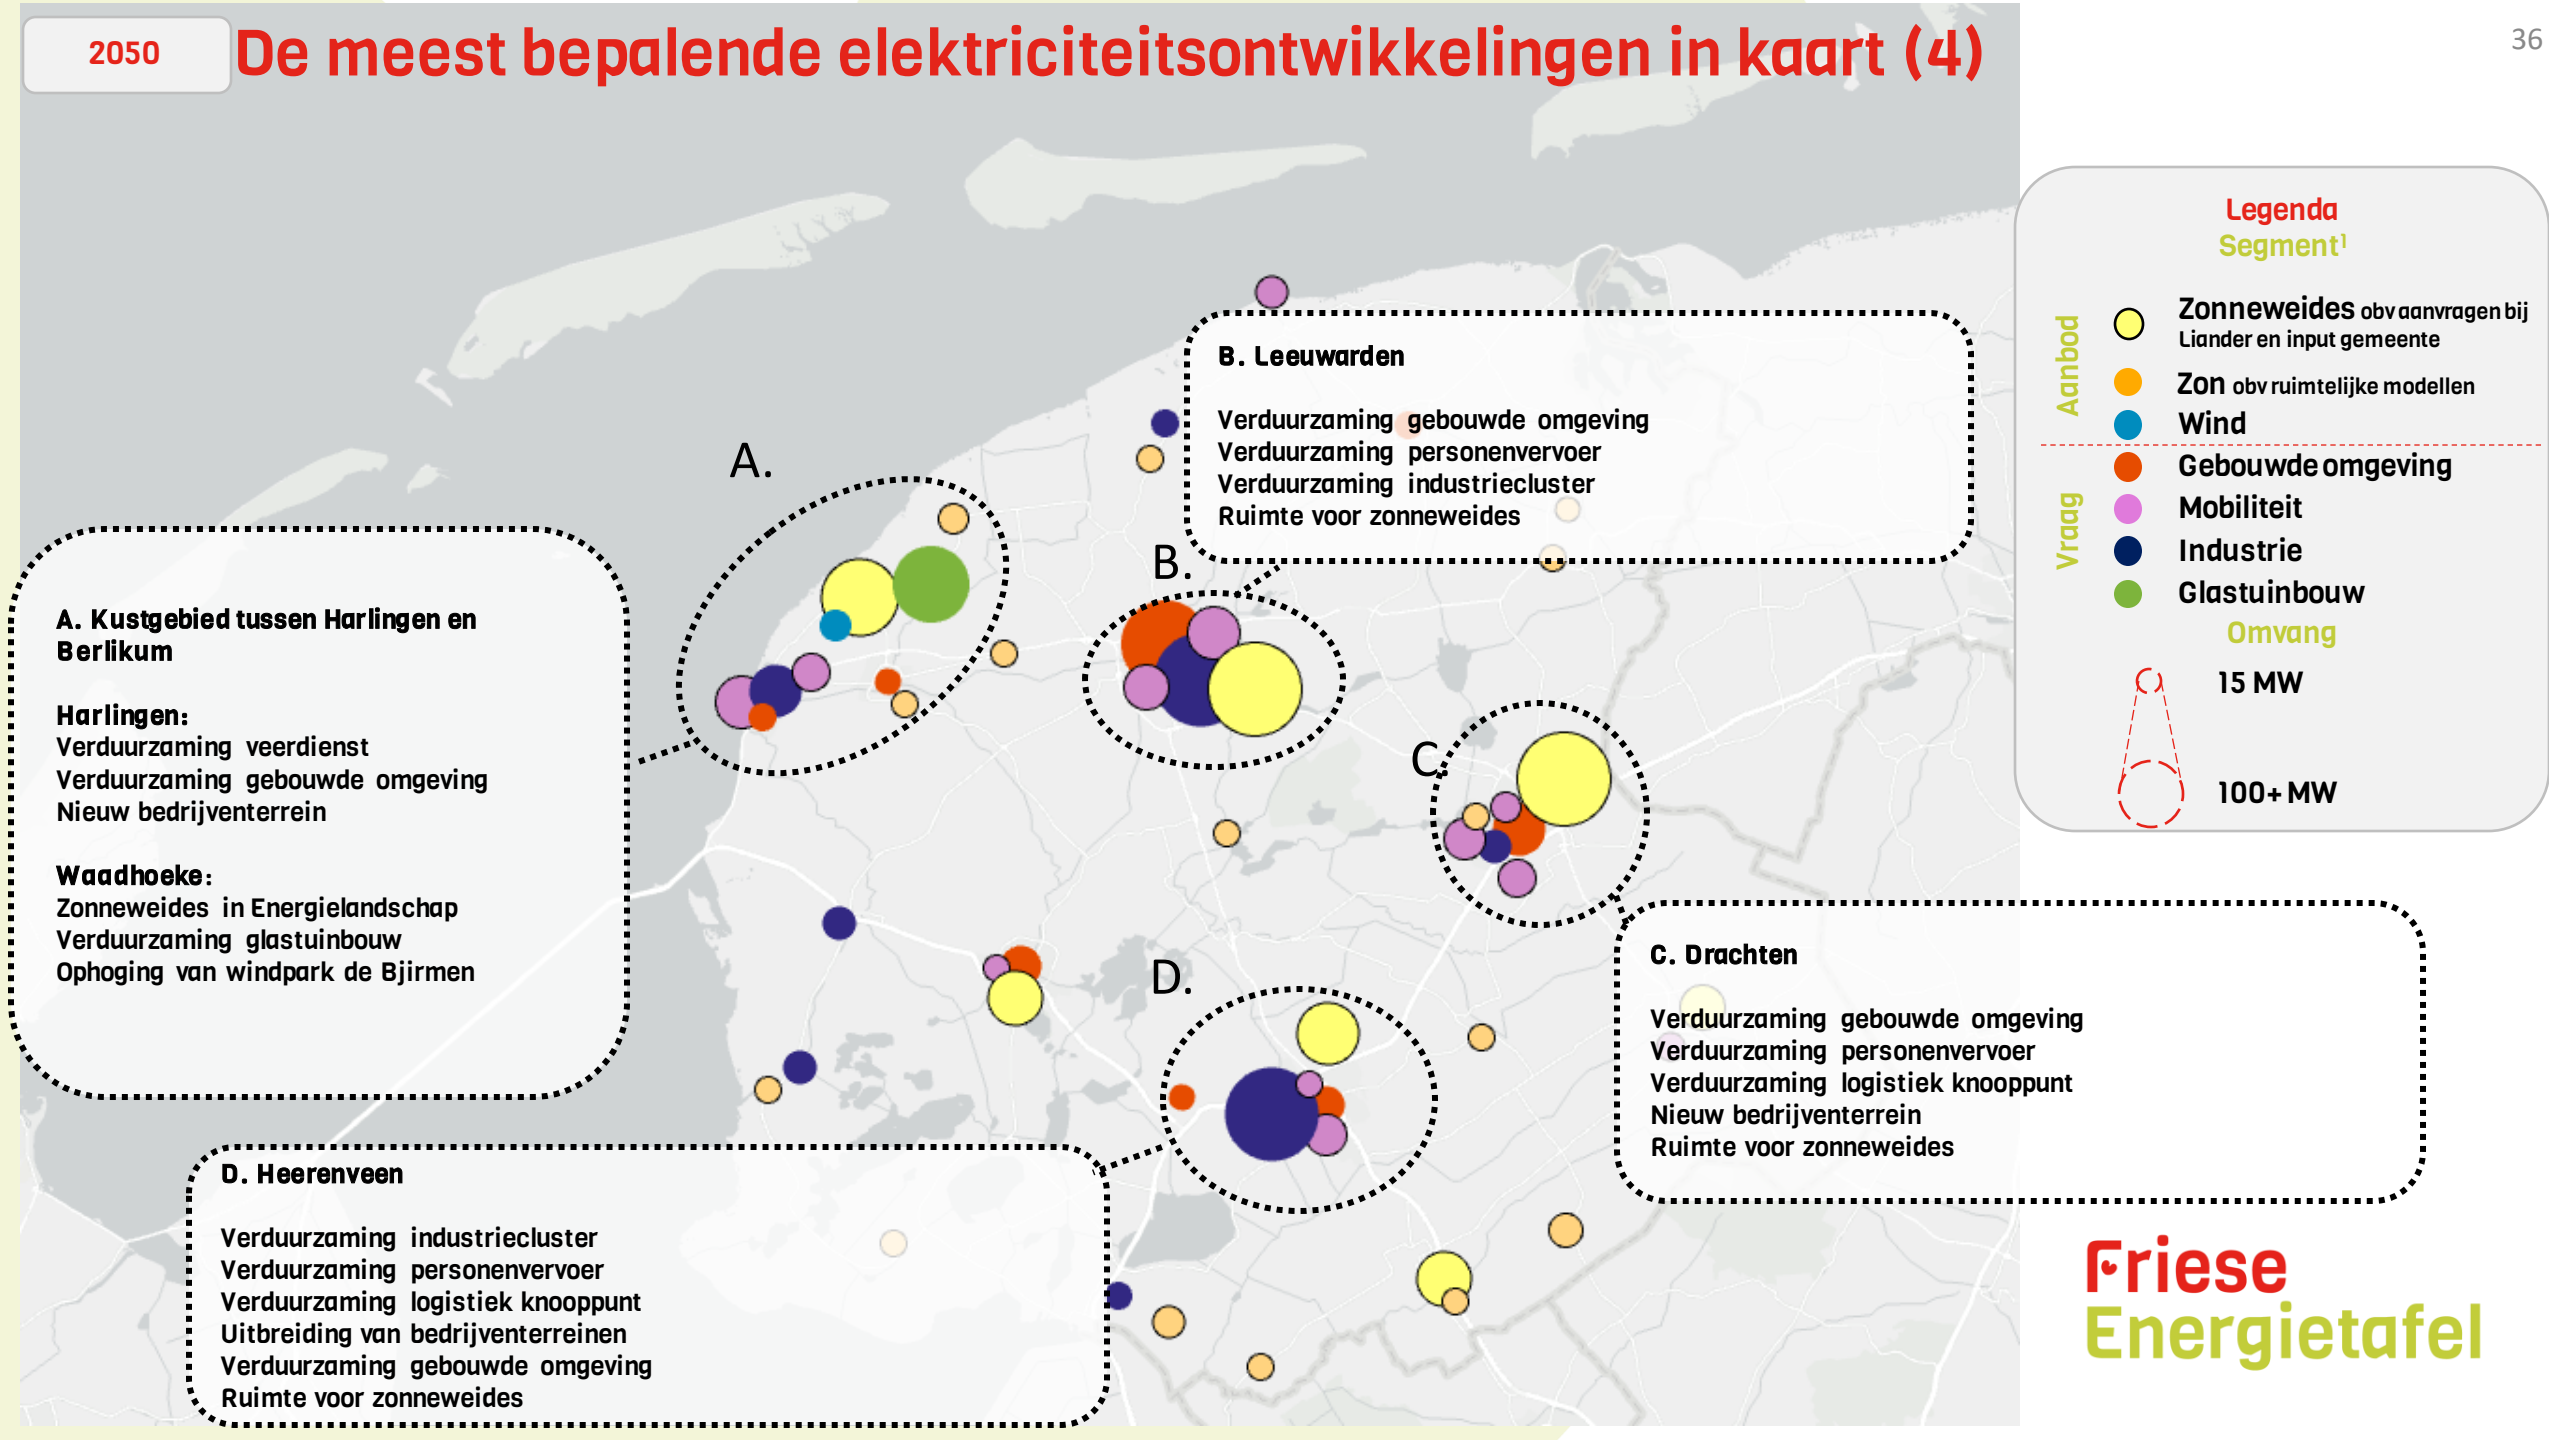 2050
De meest bepalende elektriciteitsontwikkelingen in kaart (4)
36
A.
B.
C.
D.
A. Kustgebied tussen Harlingen en
Berlikum
Harlingen:
Verduurzaming veerdienst
Verduurzaming gebouwde omgeving
Nieuw bedrijventerrein
Waadhoeke:
Zonneweides in Energielandschap
Verduurzaming glastuinbouw
Ophoging van windpark de Bjirmen
B. Leeuwarden
Verduurzaming gebouwde omgeving
Verduurzaming personenvervoer
Verduurzaming industriecluster
Ruimte voor zonneweides
C. Drachten
Verduurzaming gebouwde omgeving
Verduurzaming personenvervoer
Verduurzaming logistiek knooppunt
Nieuw bedrijventerrein
Ruimte voor zonneweides
D. Heerenveen
Verduurzaming industriecluster
Verduurzaming personenvervoer
Verduurzaming logistiek knooppunt
Uitbreiding van bedrijventerreinen
Verduurzaming gebouwde omgeving
Ruimte voor zonneweides
Legenda
Segment¹
Aanbod
Zonneweides obv aanvragen bij
Liander en input gemeente
Zon obv ruimtelijke modellen
Wind
Vraag
Gebouwde omgeving
Mobiliteit
Industrie
Glastuinbouw
Omvang
15 MW
100+ MW
Friese
Energietafel